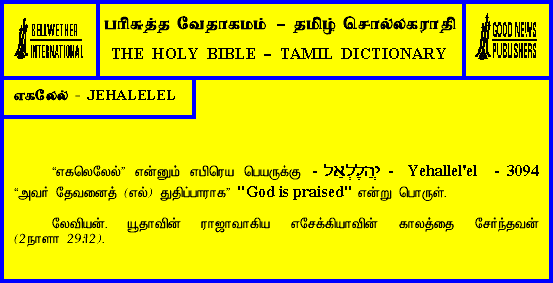 BELLWETHER
INTERNATIONAL
பரிசுத்த வேதாகமம் – தமிழ் சொல்லகராதி
THE HOLY BIBLE – TAMIL DICTIONARY
GOOD NEWS
PUBLISHERS
எகலேல் - JEHALELEL
“எகலெலேல்” என்னும் எபிரெய பெயருக்கு - יְהַלֶּלְאֵל - Yehallel'el - 3094
“அவர் தேவனைத் (எல்) துதிப்பாராக” "God is praised" என்று பொருள்.
லேவியன். யூதாவின் ராஜாவாகிய எசேக்கியாவின் காலத்தை சேர்ந்தவன்
(2நாளா 29:12).